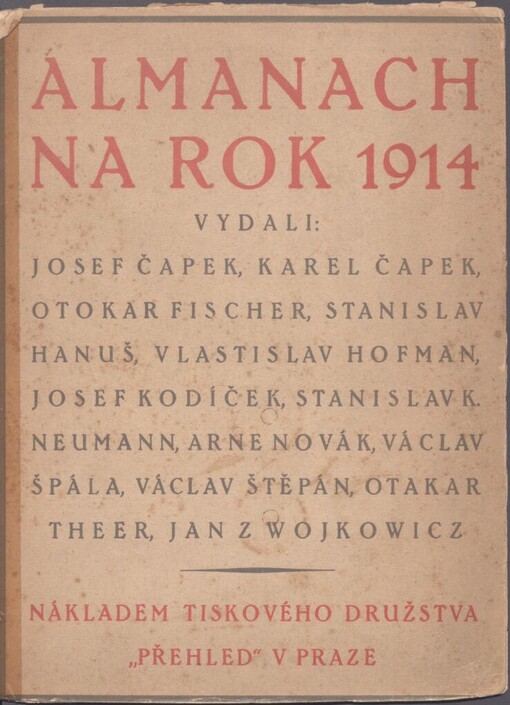 ALMANACH
NA ROK 1914
VYDALI:
JOSEF ČAPEK, KAREL ČAPEK,
OTOKAR FISCHER, STANISLAV
HANUŠ, VLASTISLAV HOFMAN,
JOSEF KODÍČEK, STANISLAV K.
NEUMANN, ARNE NOVÁK, VÁCLAV
ŠPÁLA, VÁCLAV ŠTĚPÁN, OTAKAR
THEER, JAN Z WOJKOWICZ
NÁKLADEM TISKOVÉHO DRUŽSTVA
„PŘEHLED“ V PRAZE